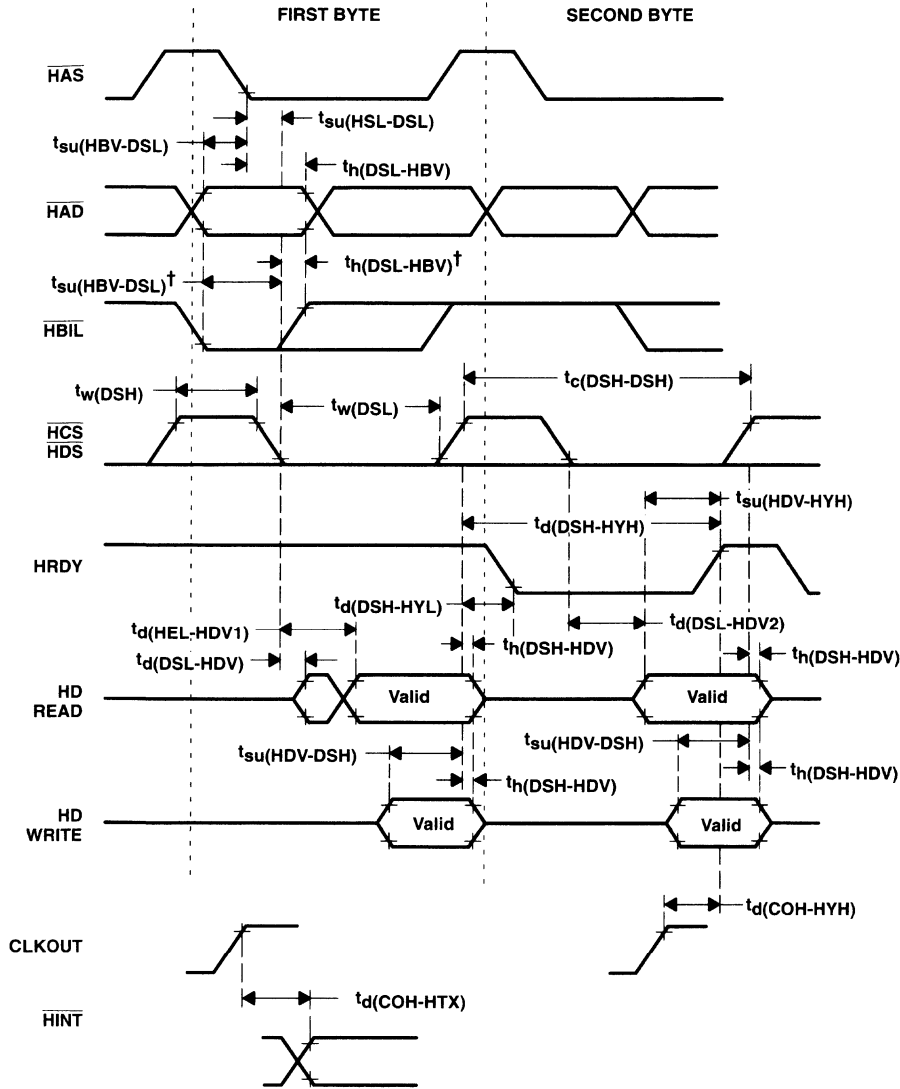 FIRST BYTE
SECOND BYTE
HAS
tsu(HSL-DSL)
tsu(HBV-DSL)
th(DSL-HBV)
HAD
th(DSL-HBV)†
tsu(HBV-DSL)†
HBIL
tw(DSH)
tc(DSH-DSH)
tw(DSL)
HCS
HDS
tsu(HDV-HYH)
td(DSH-HYH)
HRDY
td(DSH-HYL)
td(HEL-HDV1)
td(DSL-HDV2)
td(DSL-HDV)
th(DSH-HDV)
th(DSH-HDV)
HD
READ
Valid
Valid
tsu(HDV-DSH)
tsu(HDV-DSH)
th(DSH-HDV)
th(DSH-HDV)
HD
WRITE
Valid
Valid
td(COH-HYH)
CLKOUT
td(COH-HTX)
HINT